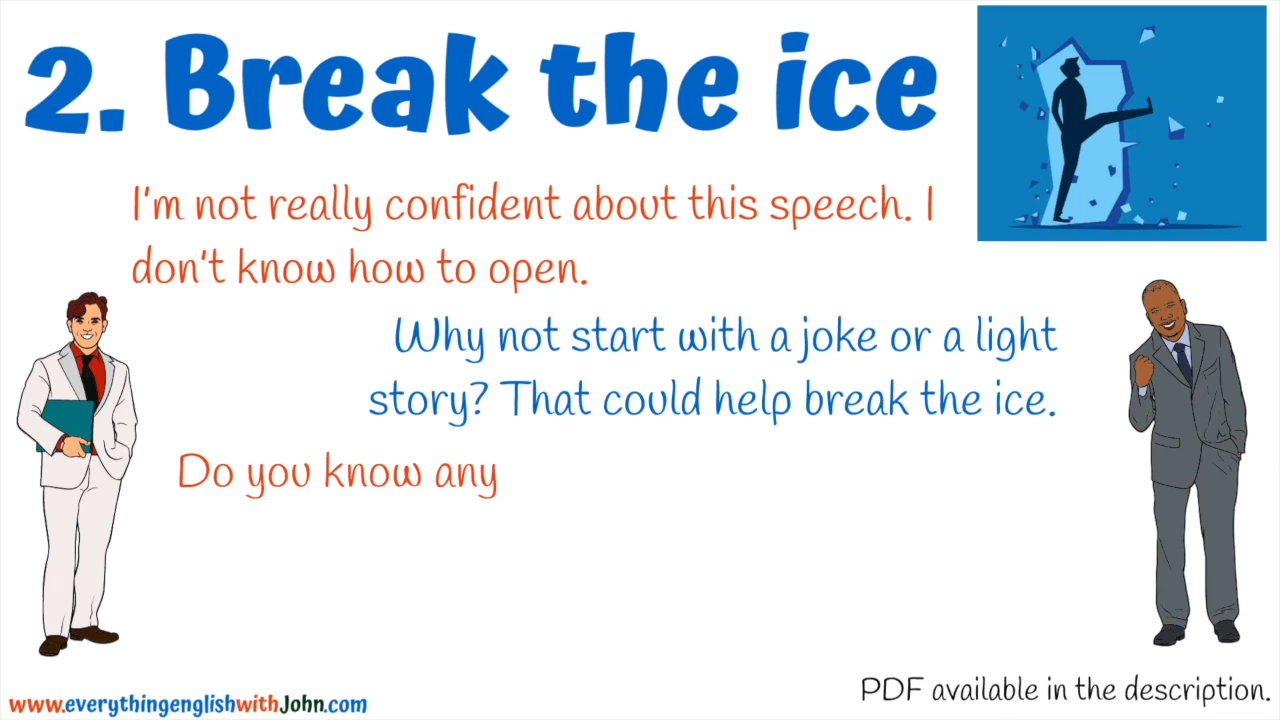 2. Break the ice
I'm not really confident about this speech. I
don't know how to open.
Why not start with a joke or a light
story? That could help break the ice.
Do you know any
PDF available in the description.
www.everythingenglishwithJohn.com